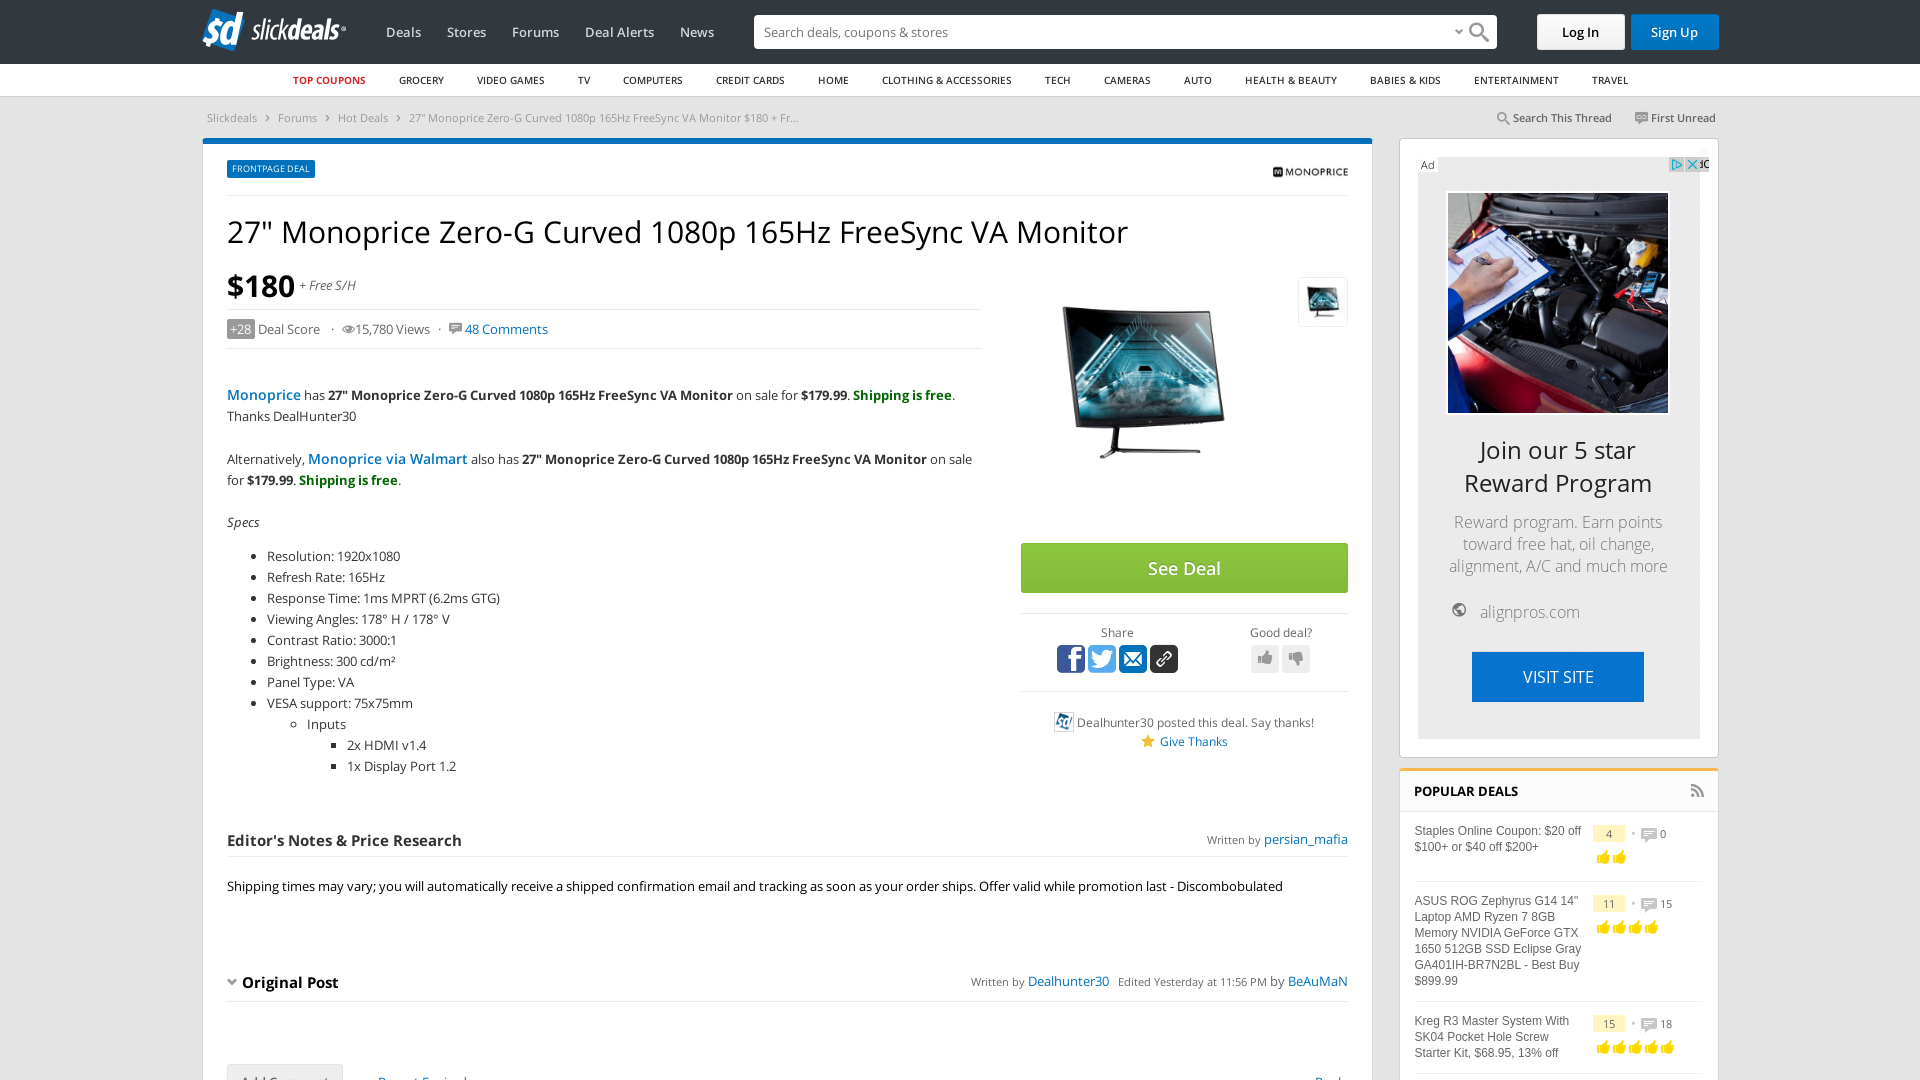 slickdeals
Deals
Stores
Forums
Deal Alerts
News
Search deals, coupons & stores
Log In
Sign Up
TOP COUPONS
GROCERY
VIDEO GAMES
TV
COMPUTERS
CREDIT CARDS
HOME
CLOTHING & ACCESSORIES
TECH
CAMERAS
AUTO
HEALTH & BEAUTY
BABIES & KIDS
ENTERTAINMENT
TRAVEL
Slickdeals
Forums
Hot Deals
27" Monoprice Zero-G Curved 1080p 165Hz FreeSync VA Monitor $180 + Fr...
Search This Thread
First Unread
FRONTPAGE DEAL
MONOPRICE
27" Monoprice Zero-G Curved 1080p 165Hz FreeSync VA Monitor
$180 + Free S/H
+28 Deal Score · 15,780 Views · 48 Comments
Monoprice has 27" Monoprice Zero-G Curved 1080p 165Hz FreeSync VA Monitor on sale for $179.99. Shipping is free.
Thanks DealHunter30
Alternatively, Monoprice via Walmart also has 27" Monoprice Zero-G Curved 1080p 165Hz FreeSync VA Monitor on sale
for $179.99. Shipping is free.
Specs
Resolution: 1920x1080
Refresh Rate: 165Hz
Response Time: 1ms MPRT (6.2ms GTG)
Viewing Angles: 178° H / 178° V
Contrast Ratio: 3000:1
Brightness: 300 cd/m²
Panel Type: VA
VESA support: 75x75mm
Inputs
2x HDMI v1.4
1x Display Port 1.2
See Deal
Share
Good deal?
Dealhunter30 posted this deal. Say thanks!
Give Thanks
Editor's Notes & Price Research
Written by persian_mafia
Shipping times may vary; you will automatically receive a shipped confirmation email and tracking as soon as your order ships. Offer valid while promotion last - Discombobulated
Original Post
Written by Dealhunter30 Edited Yesterday at 11:56 PM by BeAuMaN
Ad
Join our 5 star
Reward Program
Reward program. Earn points
toward free hat, oil change,
alignment, A/C and much more
alignpros.com
VISIT SITE
POPULAR DEALS
Staples Online Coupon: $20 off
$100+ or $40 off $200+
4 · 0
ASUS ROG Zephyrus G14 14"
Laptop AMD Ryzen 7 8GB
Memory NVIDIA GeForce GTX
1650 512GB SSD Eclipse Gray
GA401IH-BR7N2BL - Best Buy
$899.99
11 · 15
Kreg R3 Master System With
SK04 Pocket Hole Screw
Starter Kit, $68.95, 13% off
15 · 18